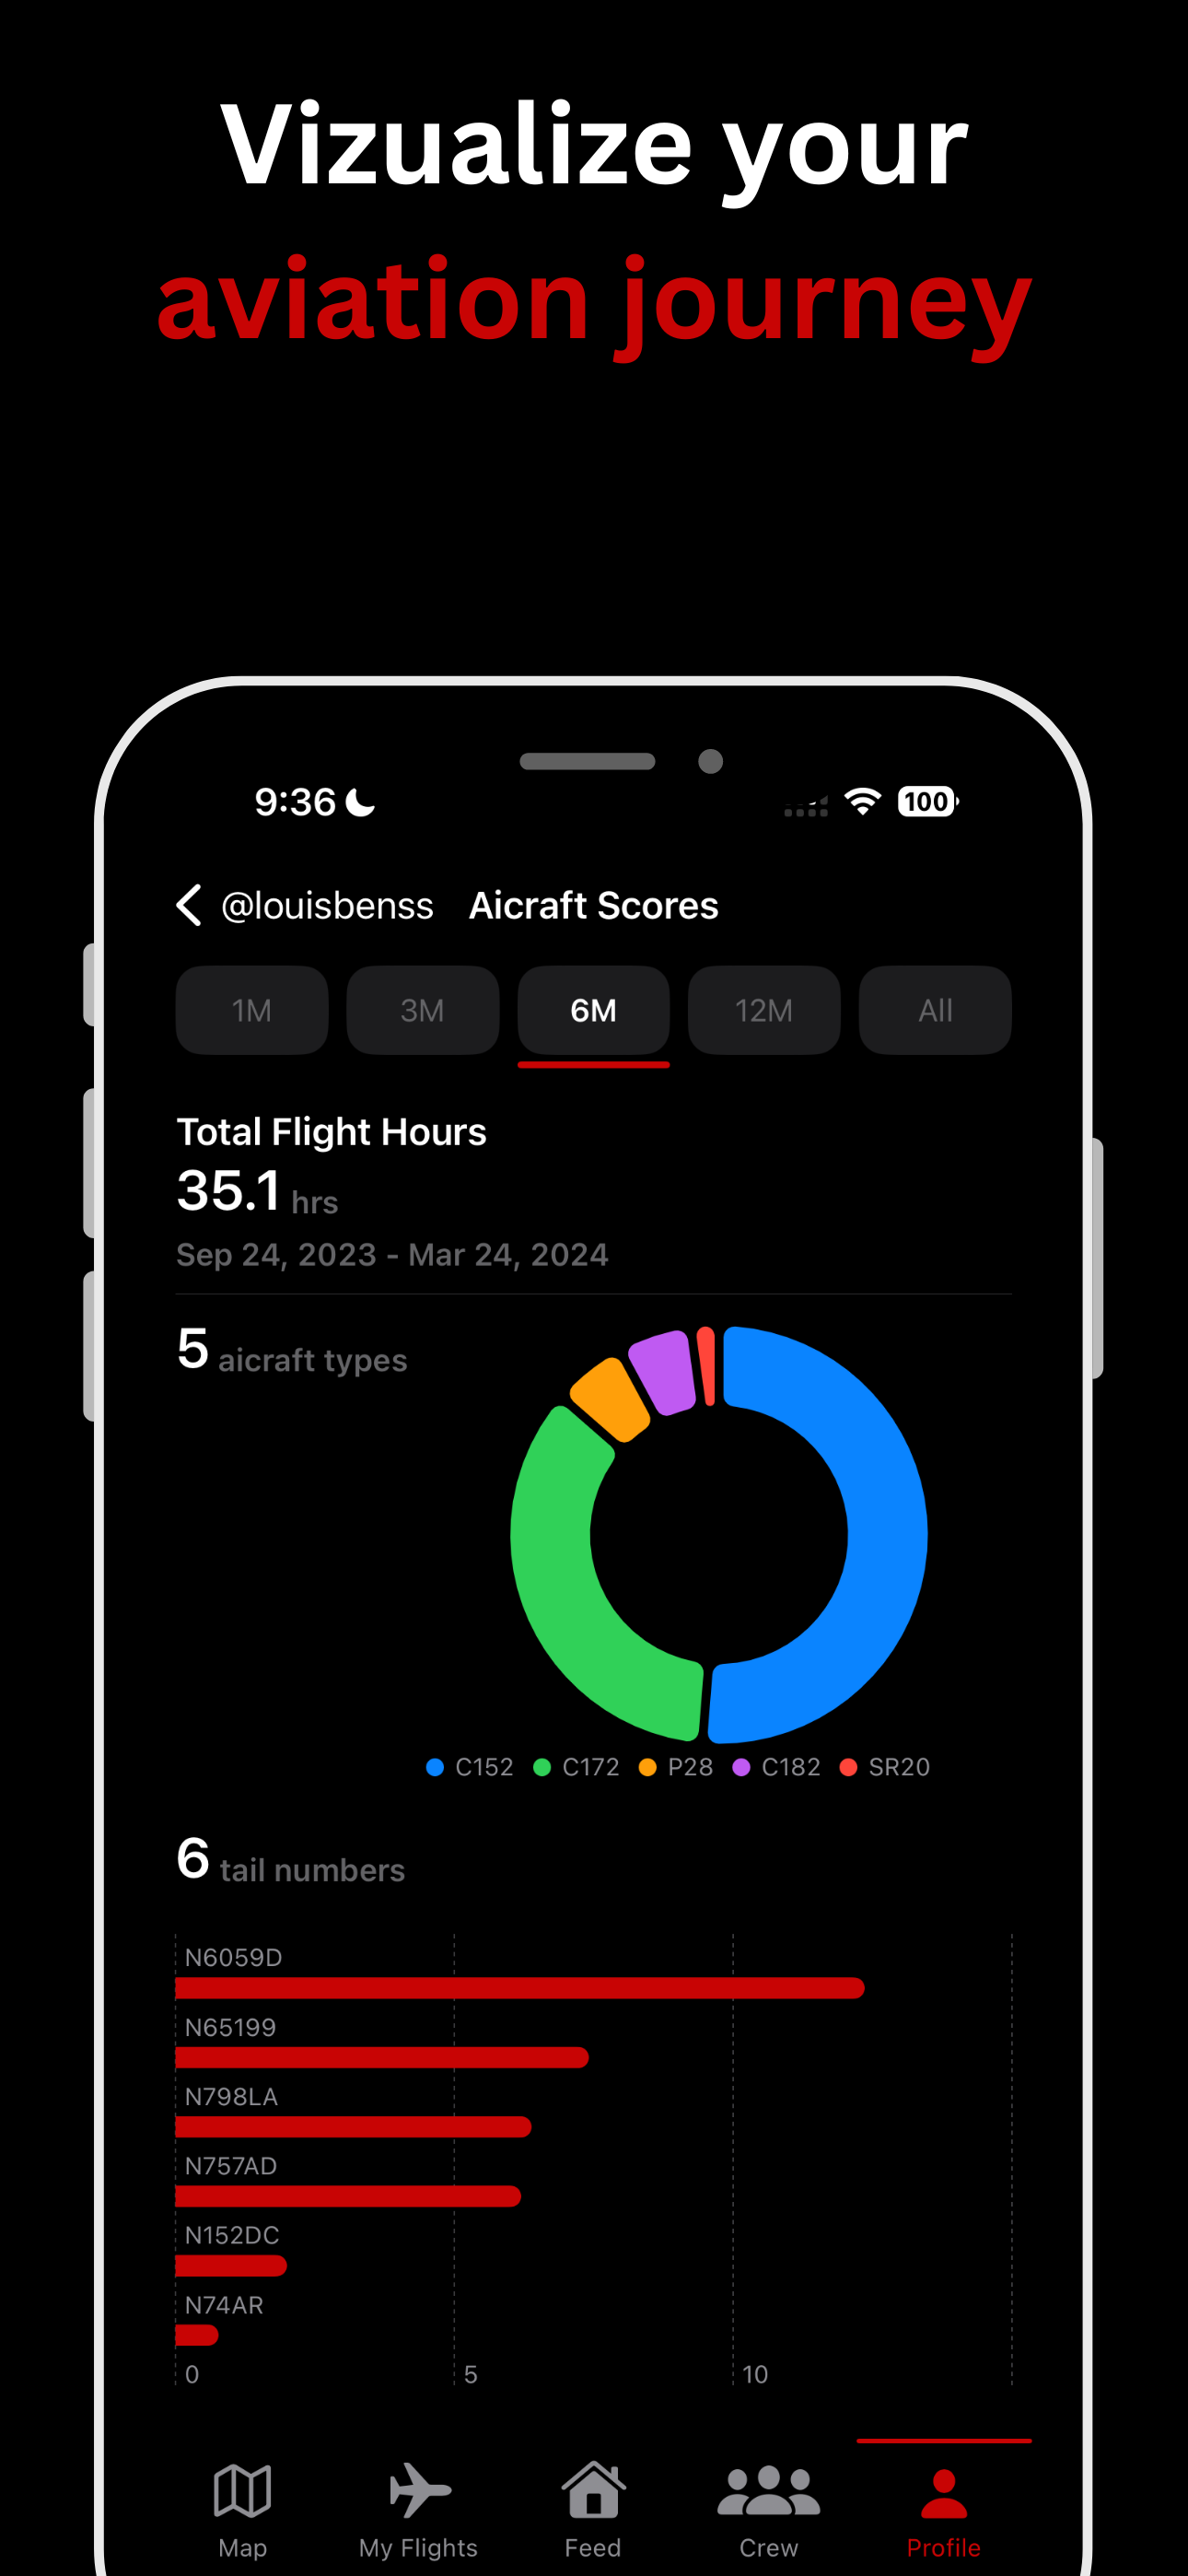 Vizualize your
aviation journey
9:36
100
@louisbenss Aicraft Scores
1M 3M 6M 12M All
Total Flight Hours
35.1 hrs
Sep 24, 2023 - Mar 24, 2024
5 aicraft types
C152 C172 P28 C182 SR20
6 tail numbers
N6059D
N65199
N798LA
N757AD
N152DC
N74AR
0 5 10
Map My Flights Feed Crew Profile